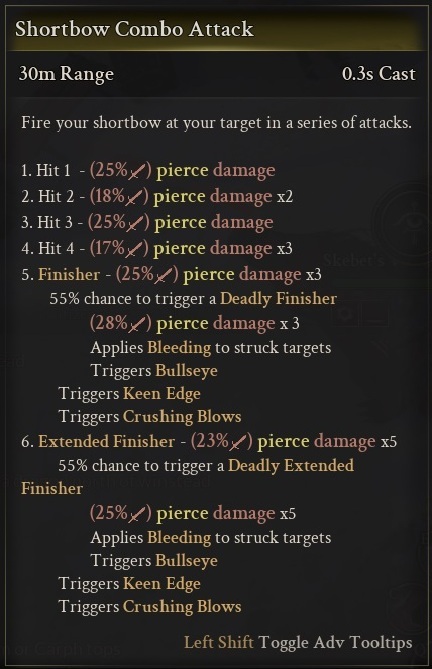 Shortbow Combo Attack
30m Range 0.3s Cast
Fire your shortbow at your target in a series of attacks.
1. Hit 1 - (25%) pierce damage
2. Hit 2 - (18%) pierce damage x2
3. Hit 3 - (25%) pierce damage
4. Hit 4 - (17%) pierce damage x3
5. Finisher - (25%) pierce damage x3
55% chance to trigger a Deadly Finisher
(28%) pierce damage x 3
Applies Bleeding to struck targets
Triggers Bullseye
Triggers Keen Edge
Triggers Crushing Blows
6. Extended Finisher - (23%) pierce damage x5
55% chance to trigger a Deadly Extended
Finisher
(25%) pierce damage x5
Applies Bleeding to struck targets
Triggers Bullseye
Triggers Keen Edge
Triggers Crushing Blows
Left Shift Toggle Adv Tooltips